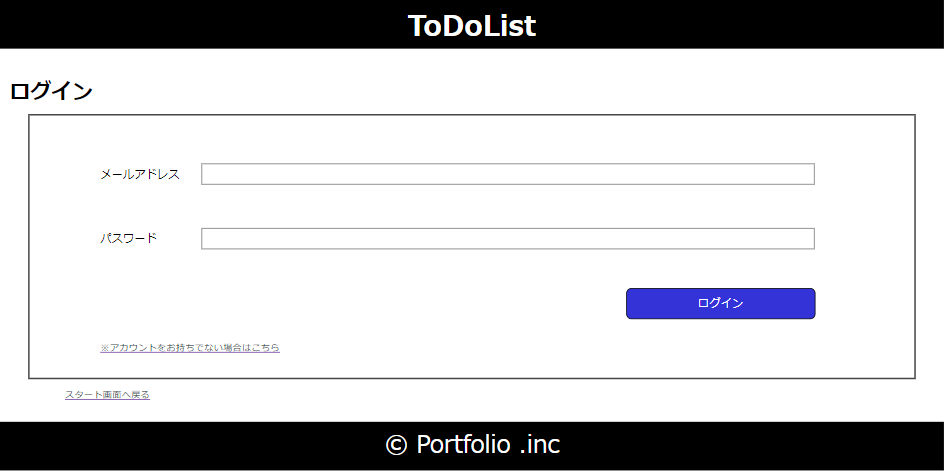 ToDoList
ログイン
メールアドレス
パスワード
ログイン
※アカウントをお持ちでない場合はこちら
スタート画面へ戻る
© Portfolio .inc